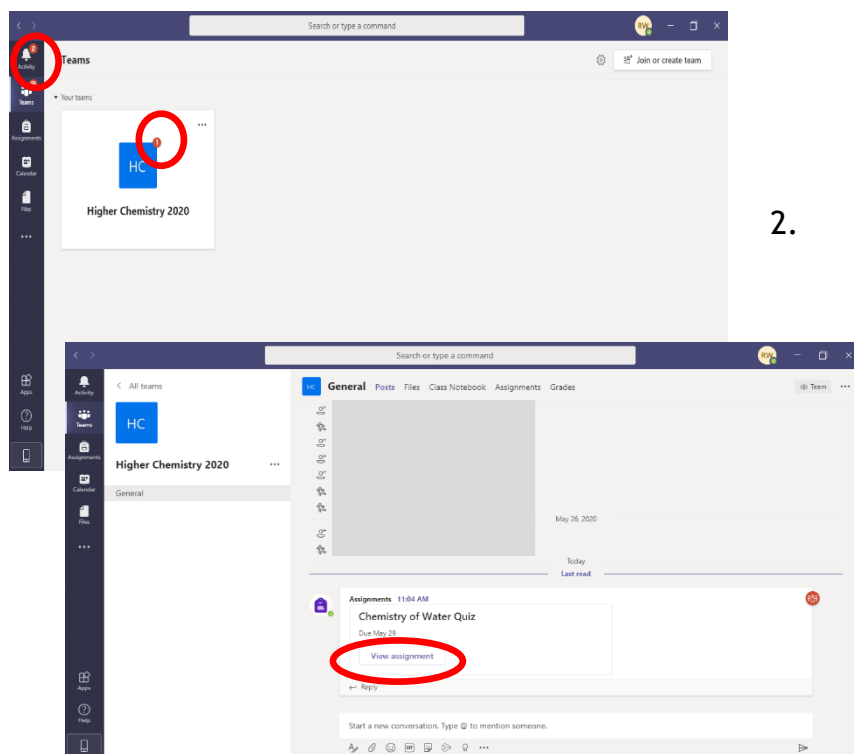 Search or type a command
RW
2
Activity
Teams
Join or create team
Teams
Your teams
Assignments
1
HC
Calendar
Higher Chemistry 2020
Files
2.
Apps
Help
Search or type a command
RW
Activity
All teams
HC
General Posts Files Class Notebook Assignments Grades
Team
Teams
HC
Assignments
Higher Chemistry 2020
Calendar
General
Files
May 26, 2020
Today
Last read
Assignments 11:04 AM
Chemistry of Water Quiz
Due May 29
View assignment
Reply
Apps
Help
Start a new conversation. Type @ to mention someone.
GIF